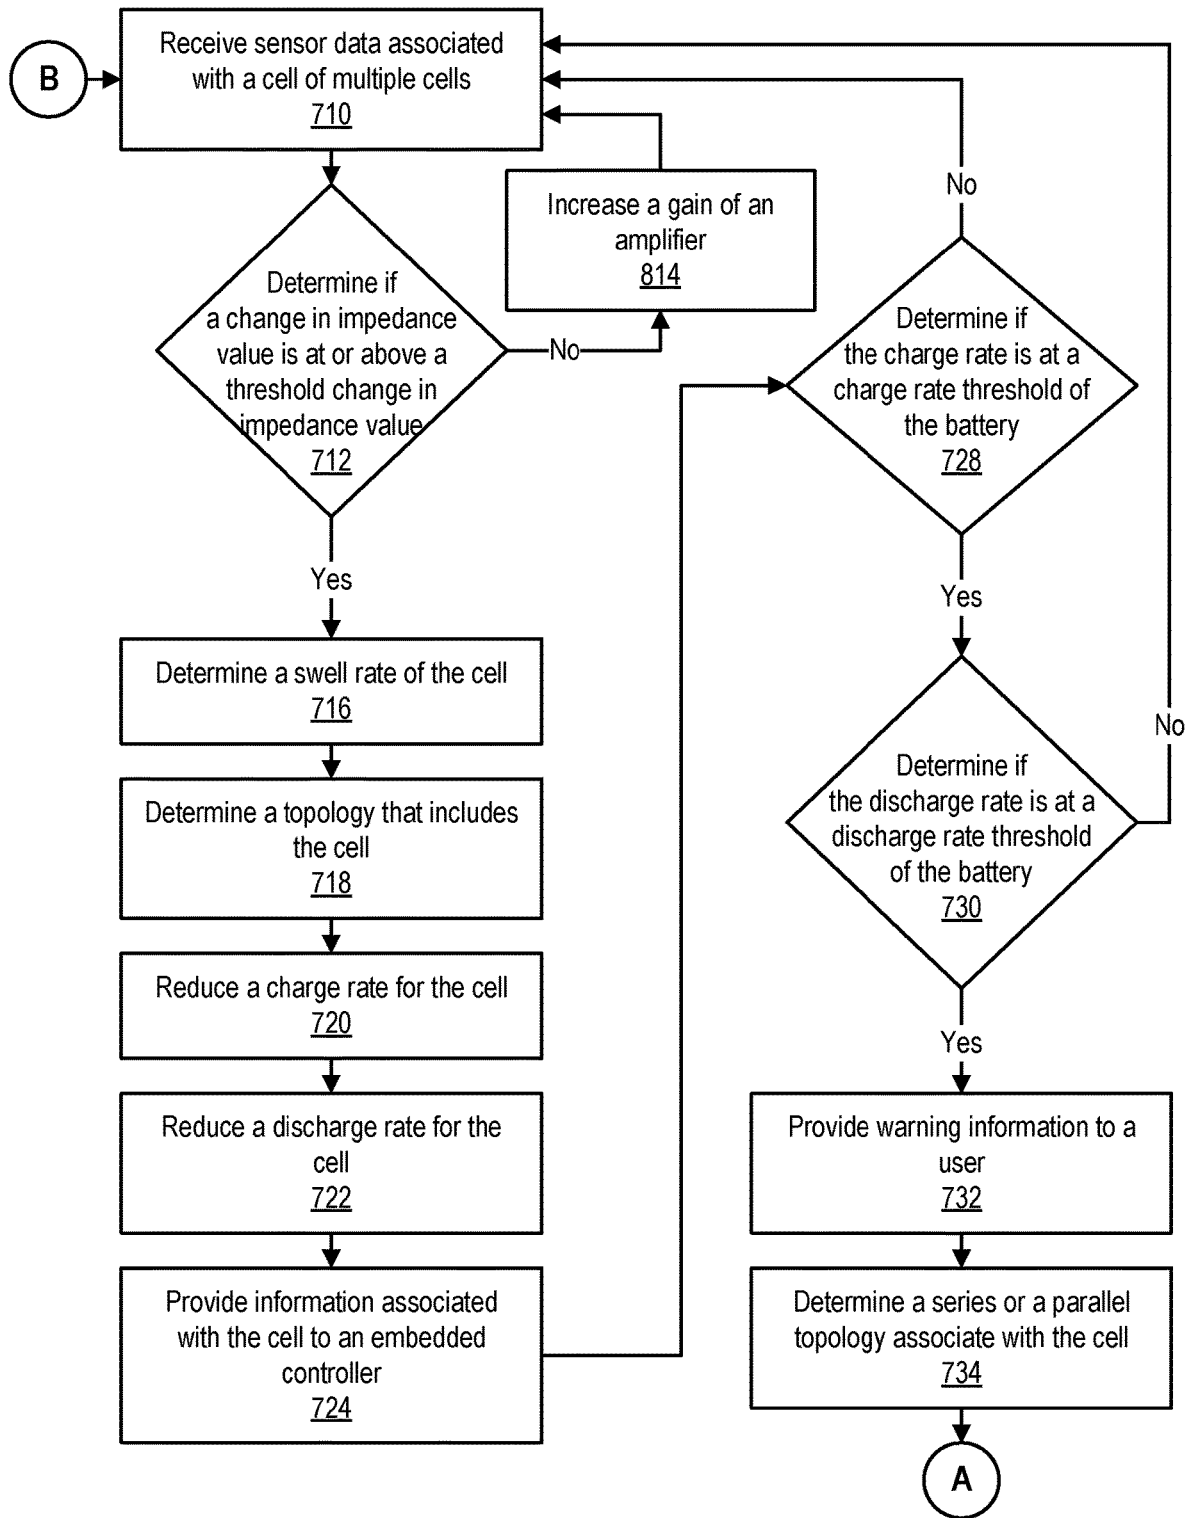 B
Receive sensor data associated
with a cell of multiple cells
710
Increase a gain of an
amplifier
814
Determine if
a change in impedance
value is at or above a
threshold change in
impedance value
712
No
Yes
Determine a swell rate of the cell
716
Determine a topology that includes
the cell
718
Reduce a charge rate for the cell
720
Reduce a discharge rate for the
cell
722
Provide information associated
with the cell to an embedded
controller
724
No
Determine if
the charge rate is at a
charge rate threshold of
the battery
728
Yes
No
Determine if
the discharge rate is at a
discharge rate threshold
of the battery
730
Yes
Provide warning information to a
user
732
Determine a series or a parallel
topology associate with the cell
734
A